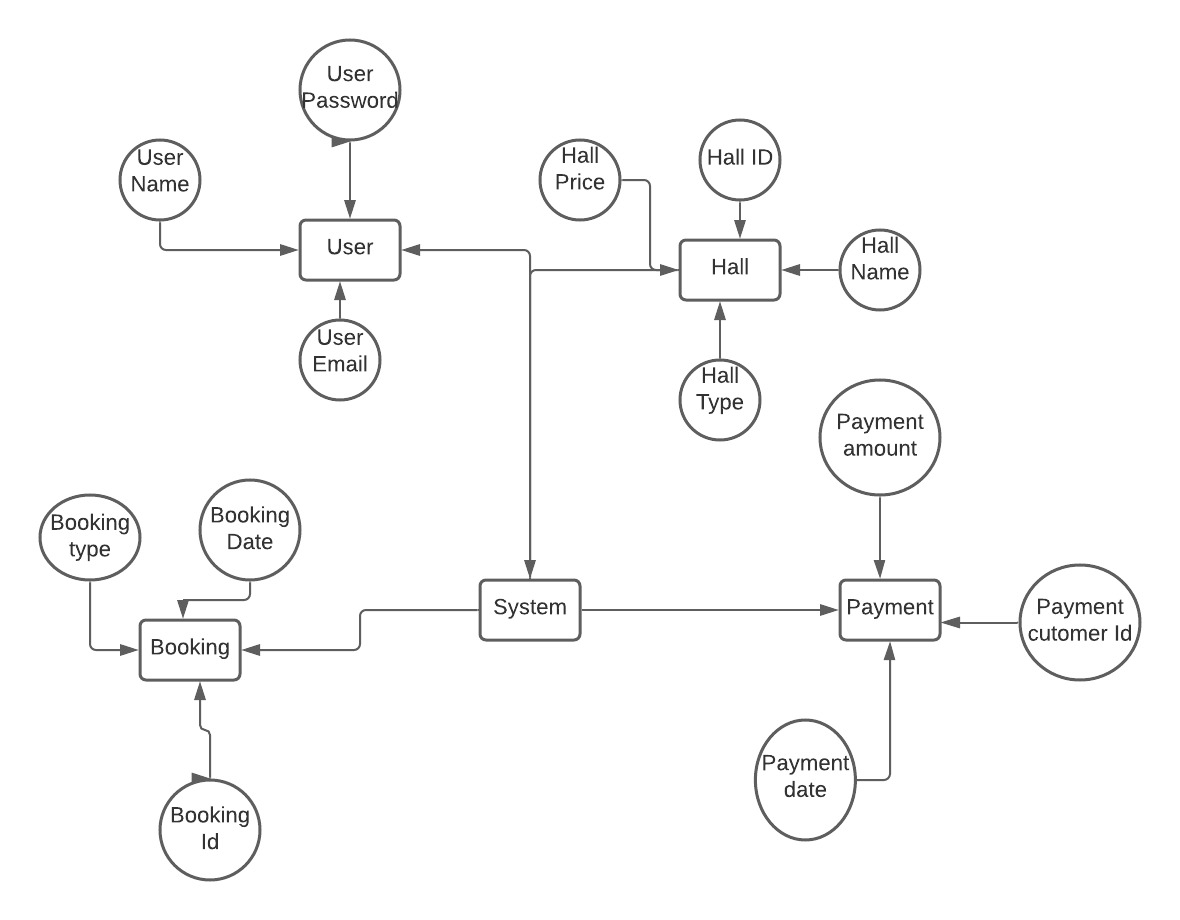 User
Password
User
Name
Hall
Price
Hall ID
User
Hall
Hall
Name
User
Email
Hall
Type
Payment
amount
Booking
type
Booking
Date
System
Payment
Payment
cutomer Id
Booking
Payment
date
Booking
Id